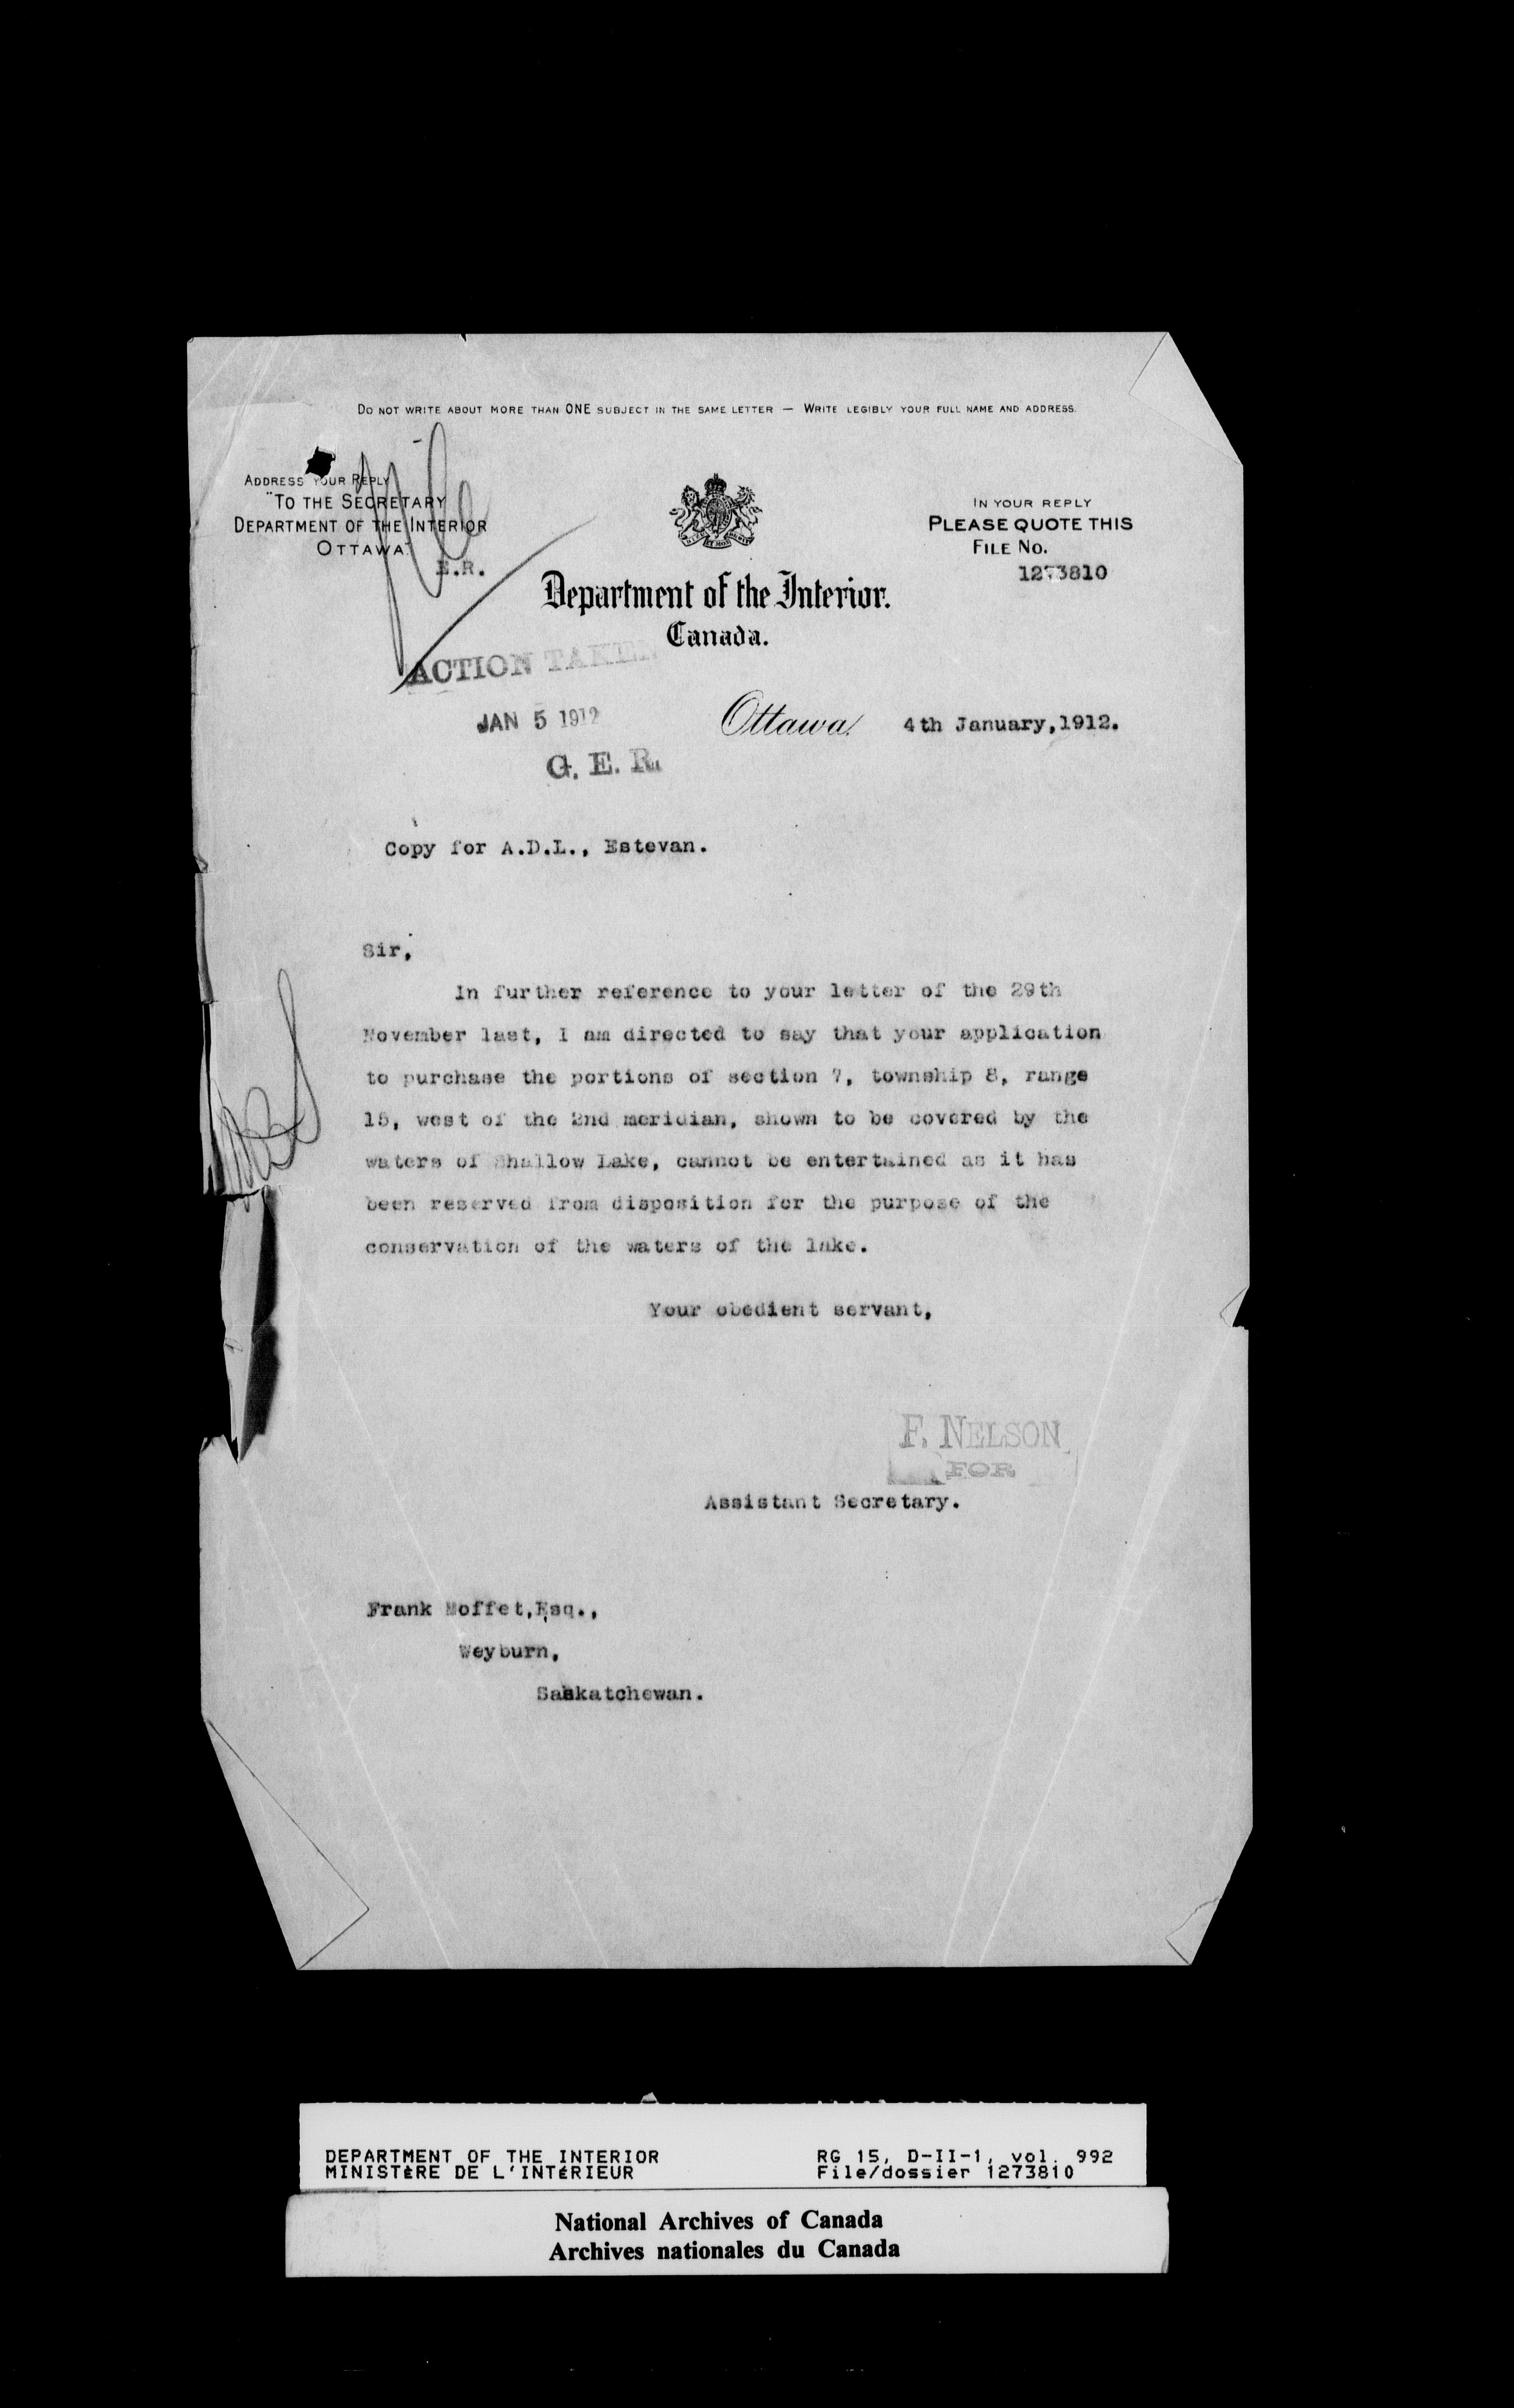 DO NOT WRITE ABOUT MORE THAN ONE SUBJECT IN THE SAME LETTER — WRITE LEGIBLY YOUR FULL NAME AND ADDRESS.
ADDRESS YOUR REPLY
"TO THE SECRETARY
DEPARTMENT OF THE INTERIOR
OTTAWA."
E.R.
IN YOUR REPLY
PLEASE QUOTE THIS
FILE NO.
1273810
Department of the Interior.
Canada.
ACTION TAKEN
JAN 5 1912
G. E. R.
Ottawa, 4th January,1912.
Copy for A.D.L., Estevan.
Sir,
In further reference to your letter of the 29th
November last, I am directed to say that your application
to purchase the portions of section 7, township 8, range
15, west of the 2nd meridian, shown to be covered by the
waters of Shallow Lake, cannot be entertained as it has
been reserved from disposition for the purpose of the
conservation of the waters of the lake.
Your obedient servant,
F. NELSON
FOR
Assistant Secretary.
Frank Moffet,Esq.,
Weyburn,
Saskatchewan.
DEPARTMENT OF THE INTERIOR
MINISTÈRE DE L'INTÉRIEUR
RG 15, D-II-1, vol. 992
File/dossier 1273810
National Archives of Canada
Archives nationales du Canada